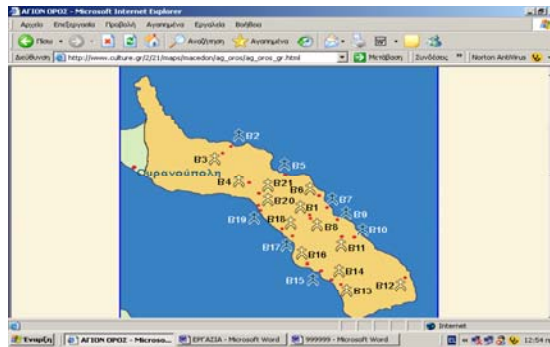 ΑΓΙΟΝ ΟΡΟΣ - Microsoft Internet Explorer
Αρχείο Επεξεργασία Προβολή Αγαπημένα Εργαλεία Βοήθεια
Πίσω Αναζήτηση Αγαπημένα
Διεύθυνση http://www.culture.gr/2/21/maps/macedon/ag_oros/ag_oros_gr.html Μετάβαση Συνδέσεις » Norton AntiVirus
B2
B3
B5
Ουρανούπολη
B4
B21
B6
B20
B1
B7
B19
B18
B8
B9
B10
B17
B11
B16
B15
B14
B13
B12
Internet
Έναρξη ΑΓΙΟΝ ΟΡΟΣ - Microso... ΕΡΓΑΣΙΑ - Microsoft Word 999999 - Microsoft Word EL 12:54